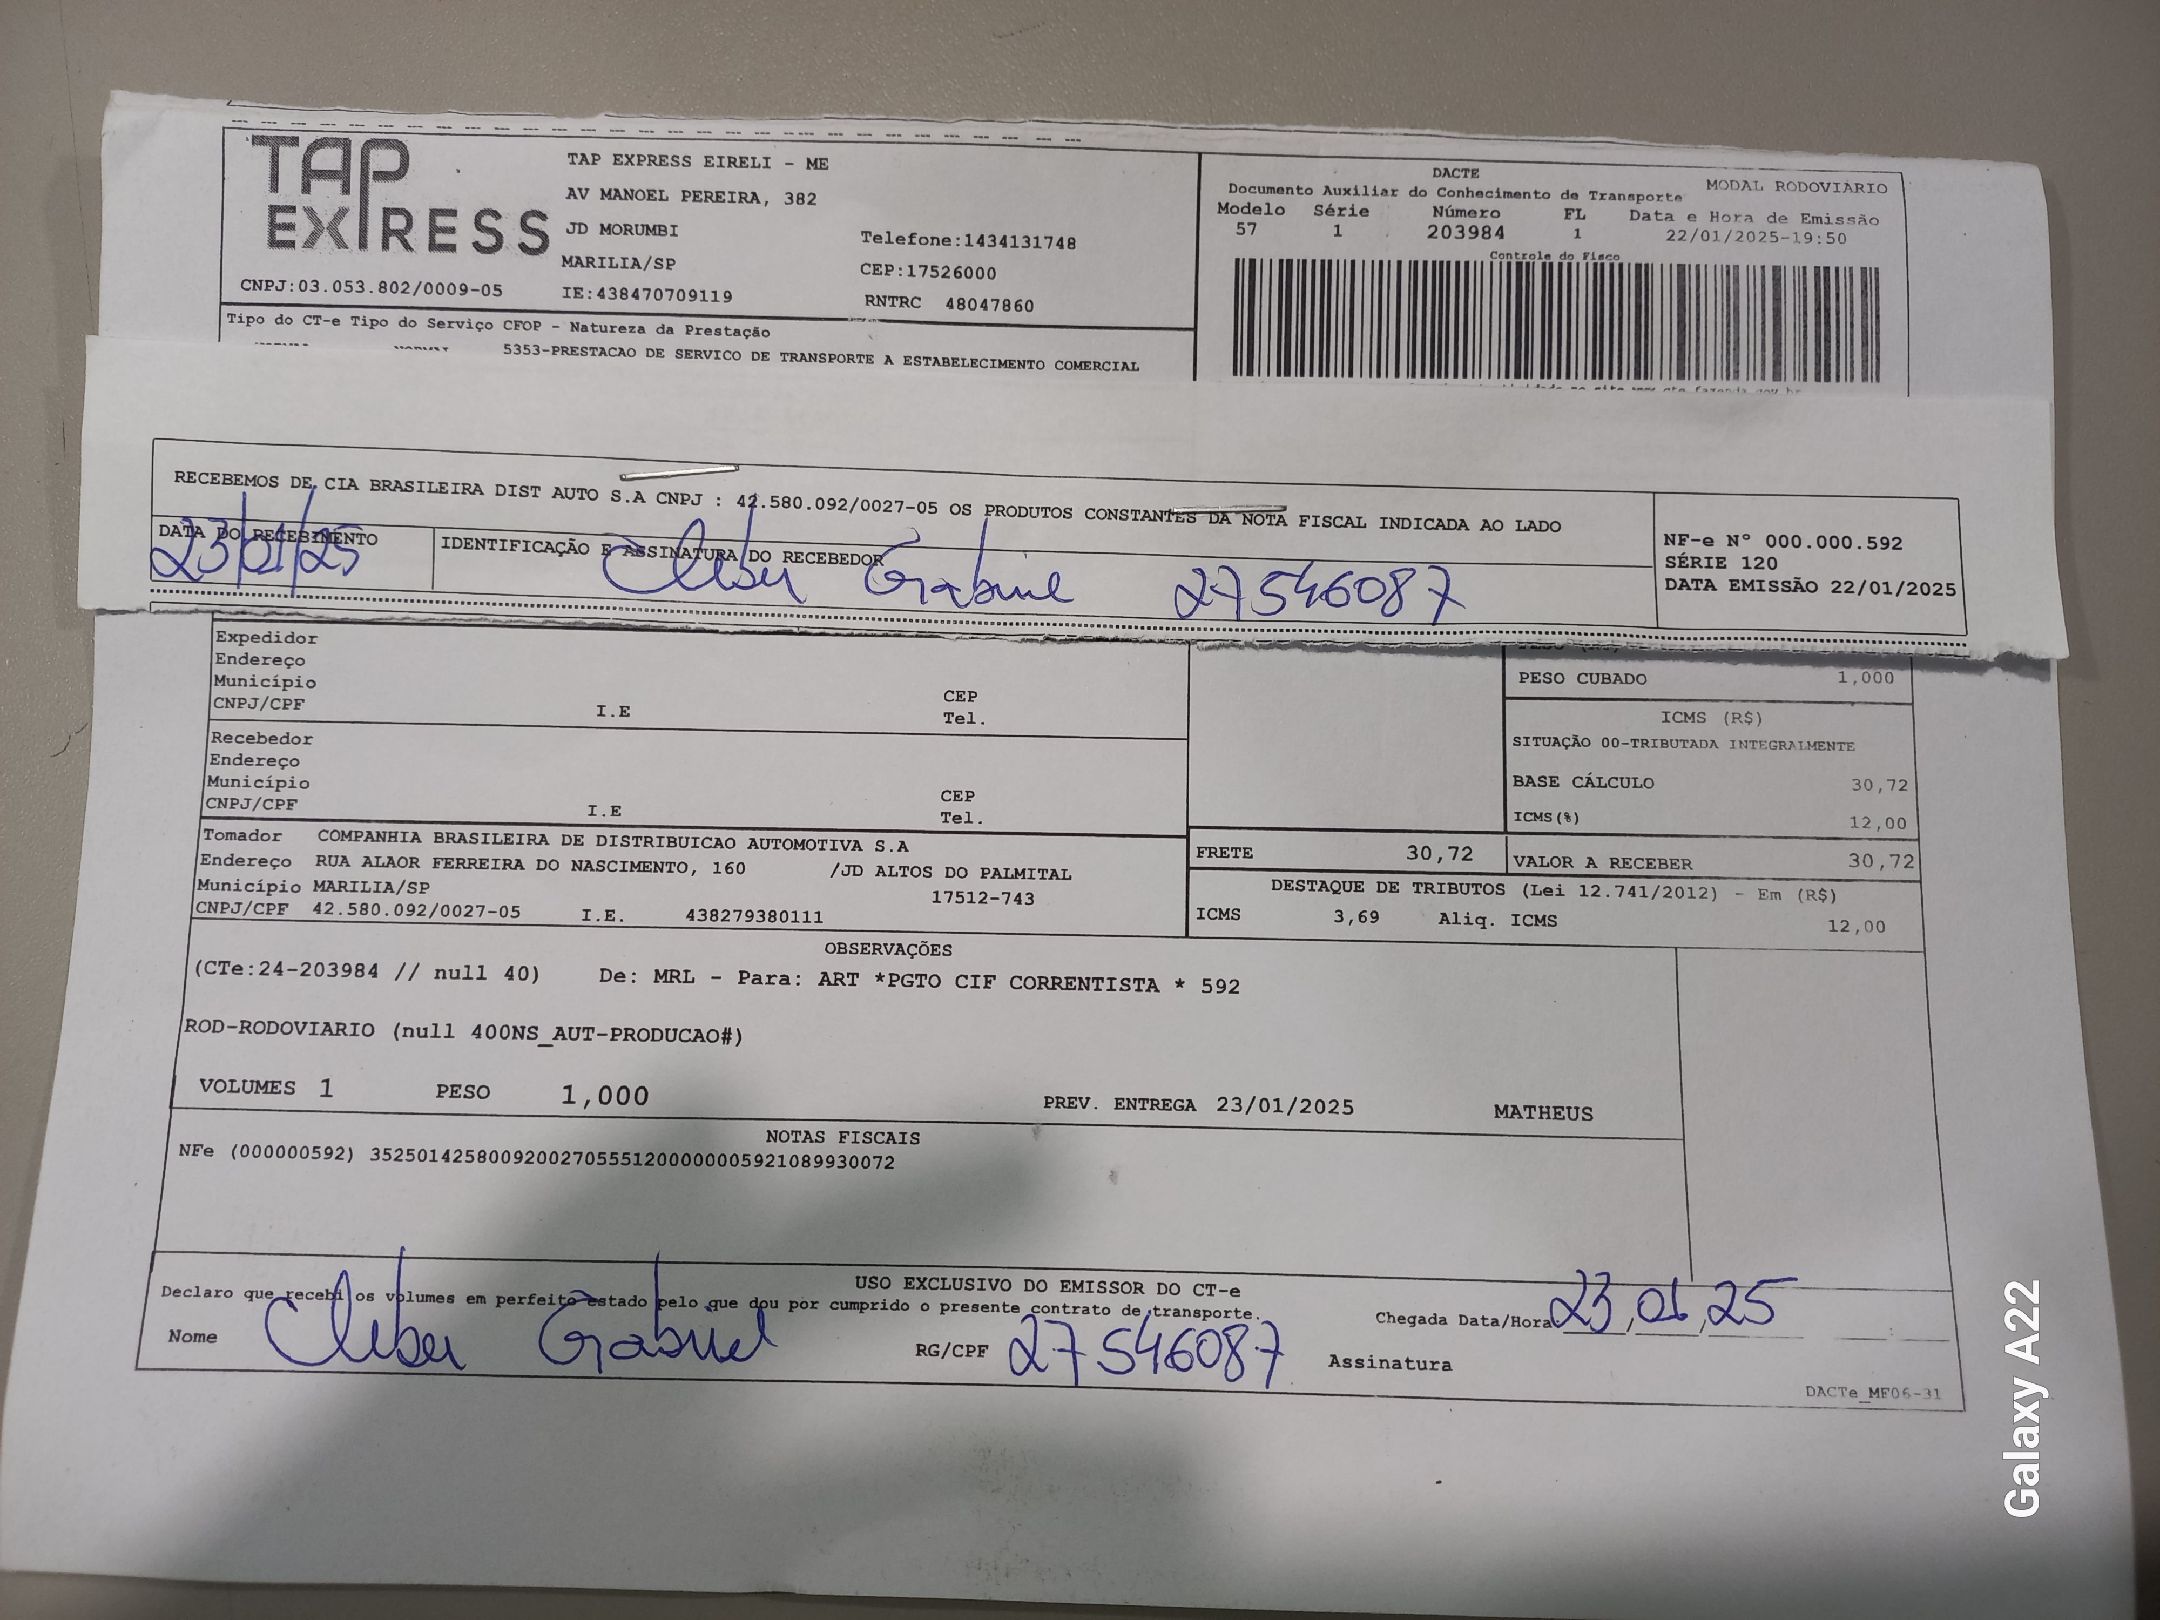 TAP EXPRESS
TAP EXPRESS EIRELI - ME
AV MANOEL PEREIRA, 382
JD MORUMBI
Telefone:1434131748
MARILIA/SP
CEP:17526000
CNPJ:03.053.802/0009-05
IE:438470709119
RNTRC 48047860
DACTE
Documento Auxiliar do Conhecimento de Transporte
MODAL RODOVIÁRIO
Modelo Série Número FL Data e Hora de Emissão
57 1 203984 1 22/01/2025-19:50
Controle do Fisco
Tipo do CT-e Tipo do Serviço CFOP - Natureza da Prestação
5353-PRESTACAO DE SERVICO DE TRANSPORTE A ESTABELECIMENTO COMERCIAL
RECEBEMOS DE CIA BRASILEIRA DIST AUTO S.A CNPJ : 42.580.092/0027-05 OS PRODUTOS CONSTANTES DA NOTA FISCAL INDICADA AO LADO
DATA DO RECEBIMENTO
23/01/25
IDENTIFICAÇÃO E ASSINATURA DO RECEBEDOR
Cleber Gabriel 27546087
NF-e N° 000.000.592
SÉRIE 120
DATA EMISSÃO 22/01/2025
Expedidor
Endereço
Município
CNPJ/CPF I.E
CEP
Tel.
Recebedor
Endereço
Município
CNPJ/CPF I.E
CEP
Tel.
PESO CUBADO 1,000
ICMS (R$)
SITUAÇÃO 00-TRIBUTADA INTEGRALMENTE
BASE CÁLCULO 30,72
ICMS(%) 12,00
Tomador COMPANHIA BRASILEIRA DE DISTRIBUICAO AUTOMOTIVA S.A
Endereço RUA ALAOR FERREIRA DO NASCIMENTO, 160 /JD ALTOS DO PALMITAL
Município MARILIA/SP 17512-743
CNPJ/CPF 42.580.092/0027-05 I.E. 438279380111
FRETE 30,72 VALOR A RECEBER 30,72
DESTAQUE DE TRIBUTOS (Lei 12.741/2012) - Em (R$)
ICMS 3,69 Aliq. ICMS 12,00
OBSERVAÇÕES
(CTe:24-203984 // null 40) De: MRL - Para: ART *PGTO CIF CORRENTISTA * 592
ROD-RODOVIARIO (null 400NS_AUT-PRODUCAO#)
VOLUMES 1 PESO 1,000 PREV. ENTREGA 23/01/2025 MATHEUS
NOTAS FISCAIS
NFe (000000592) 35250142580092002705551200000005921089930072
USO EXCLUSIVO DO EMISSOR DO CT-e
Declaro que recebi os volumes em perfeito estado pelo que dou por cumprido o presente contrato de transporte.
Chegada Data/Hora 23,01,25
Nome Cleber Gabriel RG/CPF 27546087 Assinatura
DACTe_MF06-31
Galaxy A22